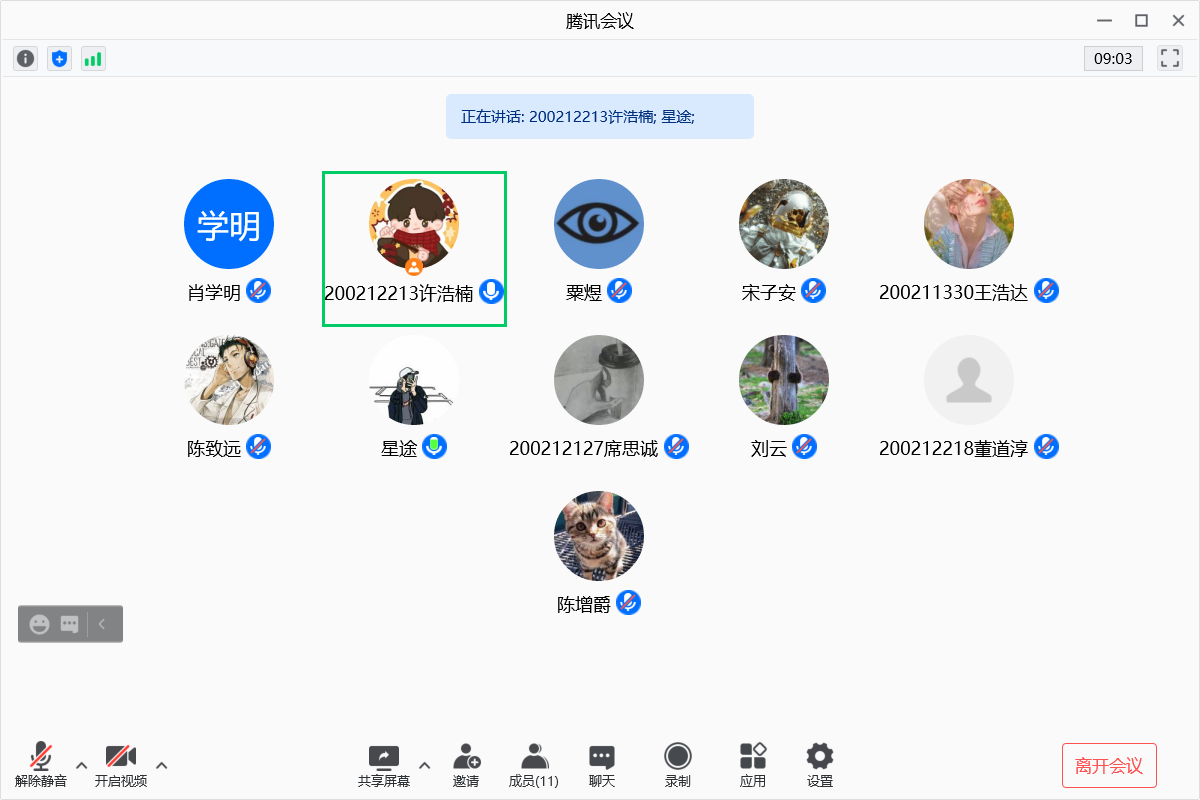 腾讯会议
09:03
正在讲话: 200212213许浩楠; 星途;
学明
肖学明
200212213许浩楠
粟煜
宋子安
200211330王浩达
陈致远
星途
200212127席思诚
刘云
200212218董道淳
陈增爵
解除静音
开启视频
共享屏幕
邀请
成员(11)
聊天
录制
应用
设置
离开会议